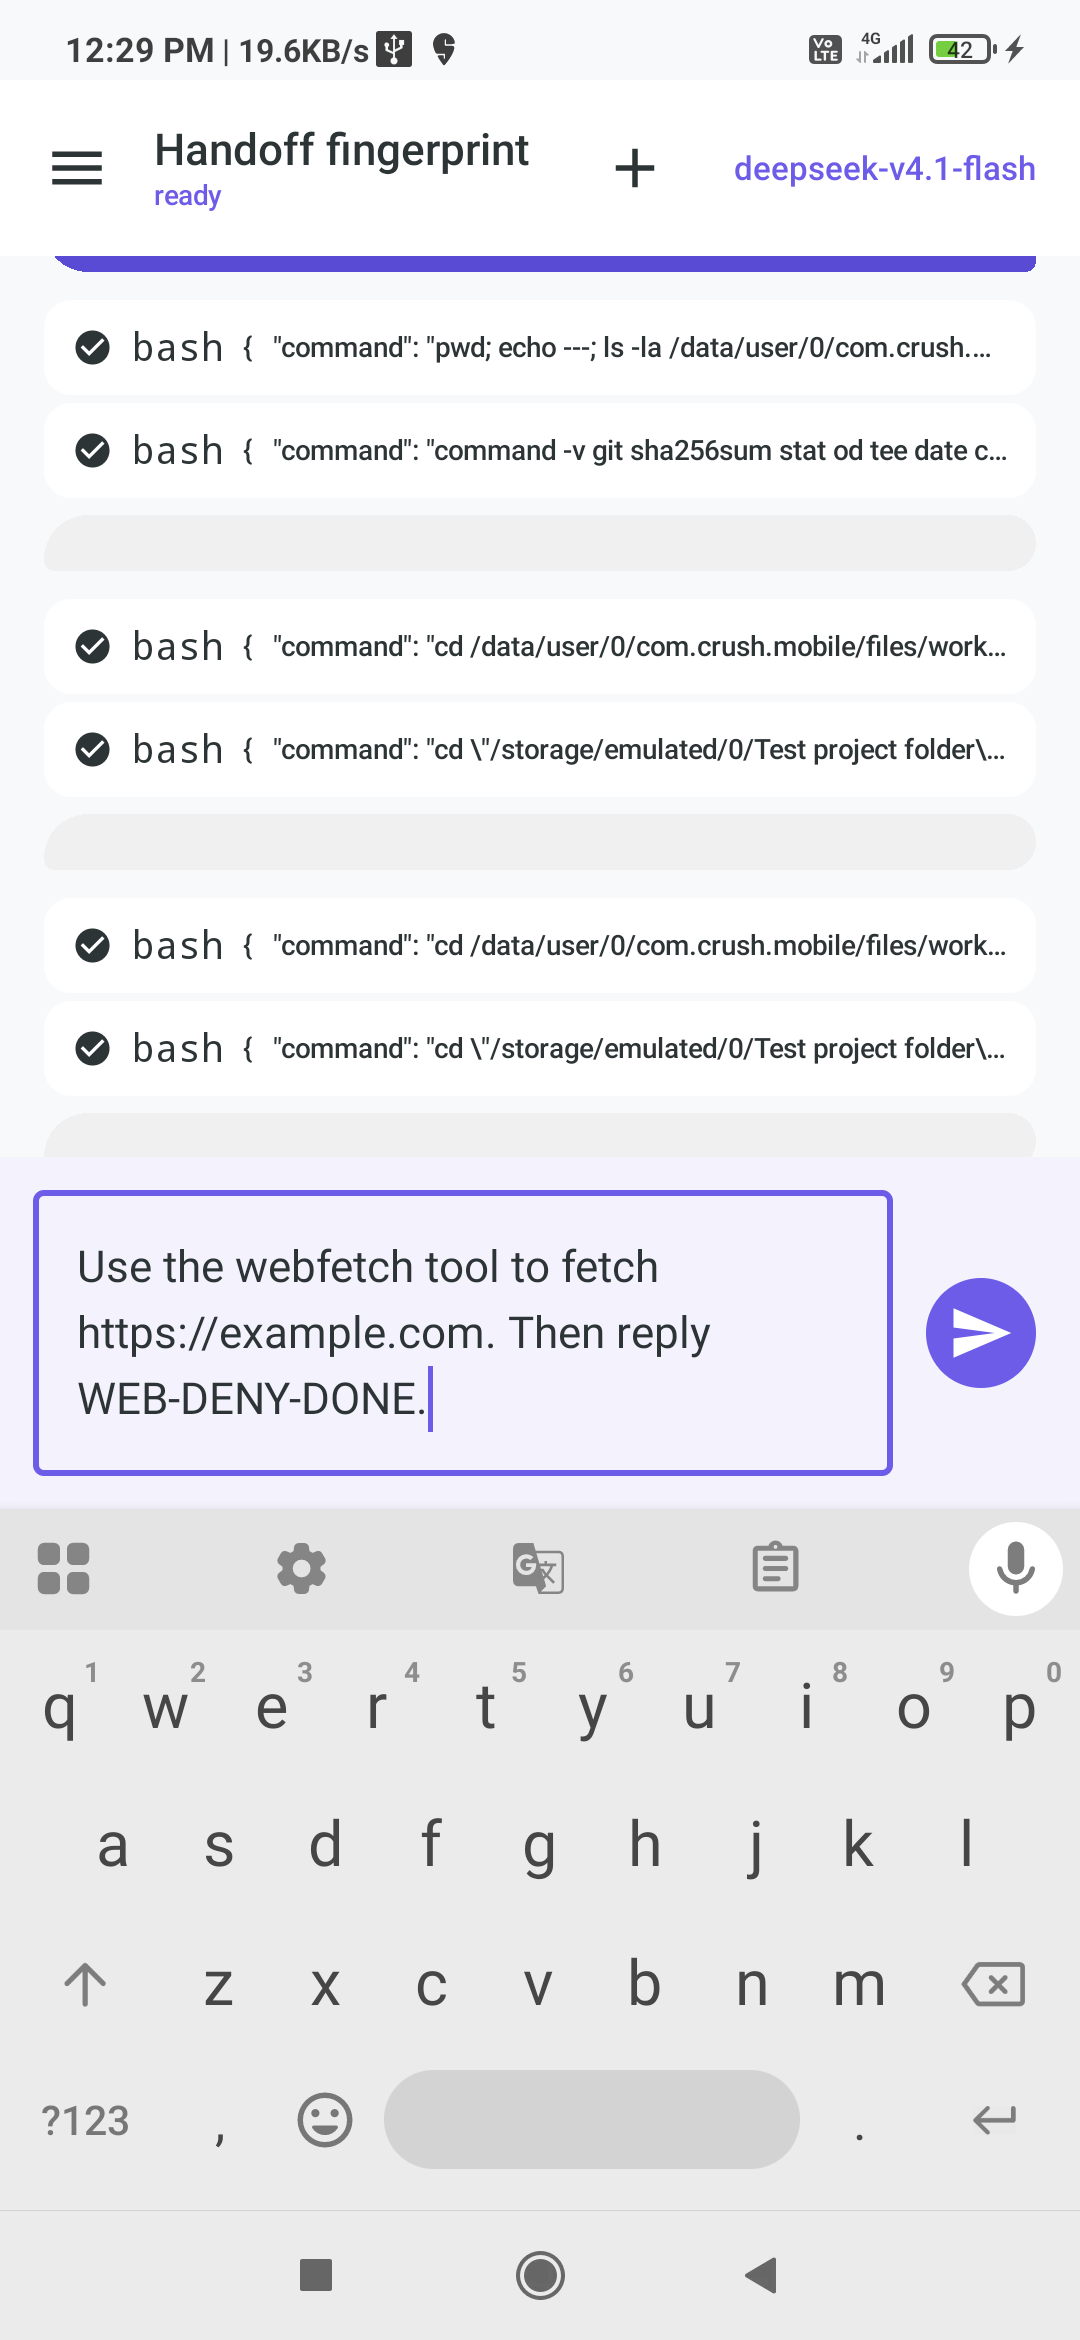 12:29 PM | 19.6KB/s Vo LTE 4G 42
Handoff fingerprint
ready
deepseek-v4.1-flash
bash { "command": "pwd; echo ---; ls -la /data/user/0/com.crush....
bash { "command": "command -v git sha256sum stat od tee date c...
bash { "command": "cd /data/user/0/com.crush.mobile/files/work...
bash { "command": "cd \"/storage/emulated/0/Test project folder\...
bash { "command": "cd /data/user/0/com.crush.mobile/files/work...
bash { "command": "cd \"/storage/emulated/0/Test project folder\...
Use the webfetch tool to fetch
https://example.com. Then reply
WEB-DENY-DONE.
G 文
1 2 3 4 5 6 7 8 9 0
q w e r t y u i o p
a s d f g h j k l
z x c v b n m
?123 , .